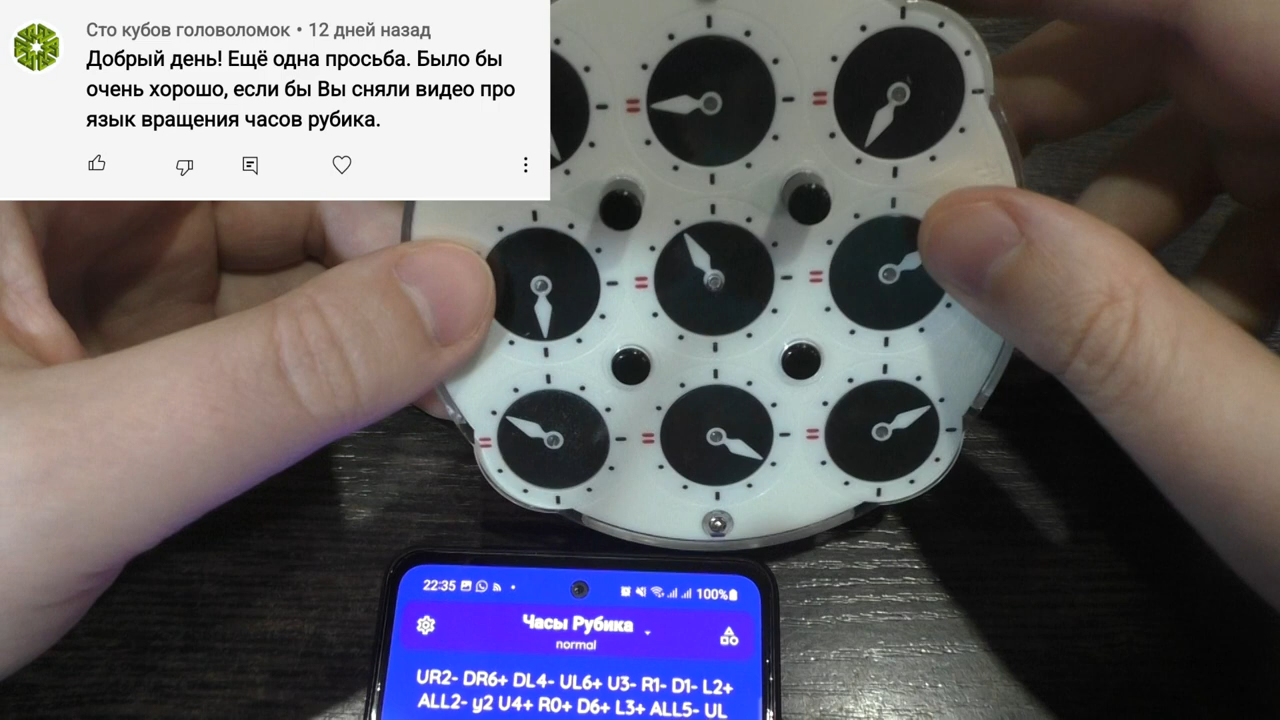 Сто кубов головоломок • 12 дней назад
Добрый день! Ещё одна просьба. Было бы
очень хорошо, если бы Вы сняли видео про
язык вращения часов рубика.
22:35 100%
Часы Рубика
normal
UR2- DR6+ DL4- UL6+ U3- R1- D1- L2+
ALL2- y2 U4+ R0+ D6+ L3+ ALL5- UL